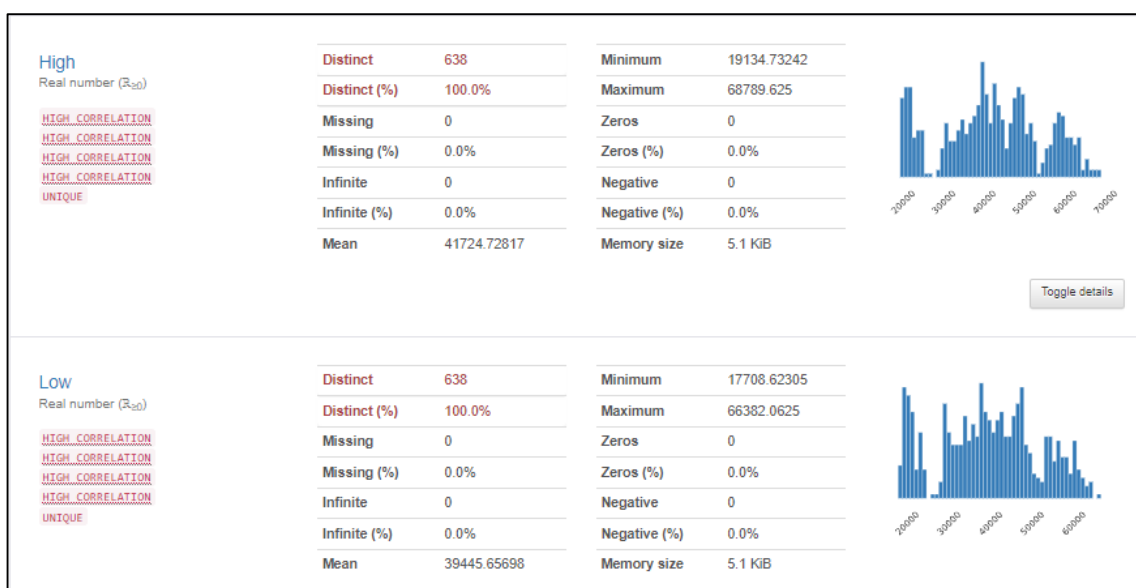 High
Real number (ℝ≥0)
HIGH CORRELATION
HIGH CORRELATION
HIGH CORRELATION
HIGH CORRELATION
UNIQUE
Distinct 638
Distinct (%) 100.0%
Missing 0
Missing (%) 0.0%
Infinite 0
Infinite (%) 0.0%
Mean 41724.72817
Minimum 19134.73242
Maximum 68789.625
Zeros 0
Zeros (%) 0.0%
Negative 0
Negative (%) 0.0%
Memory size 5.1 KiB
20000 30000 40000 50000 60000 70000
Toggle details
Low
Real number (ℝ≥0)
HIGH CORRELATION
HIGH CORRELATION
HIGH CORRELATION
HIGH CORRELATION
UNIQUE
Distinct 638
Distinct (%) 100.0%
Missing 0
Missing (%) 0.0%
Infinite 0
Infinite (%) 0.0%
Mean 39445.65698
Minimum 17708.62305
Maximum 66382.0625
Zeros 0
Zeros (%) 0.0%
Negative 0
Negative (%) 0.0%
Memory size 5.1 KiB
20000 30000 40000 50000 60000